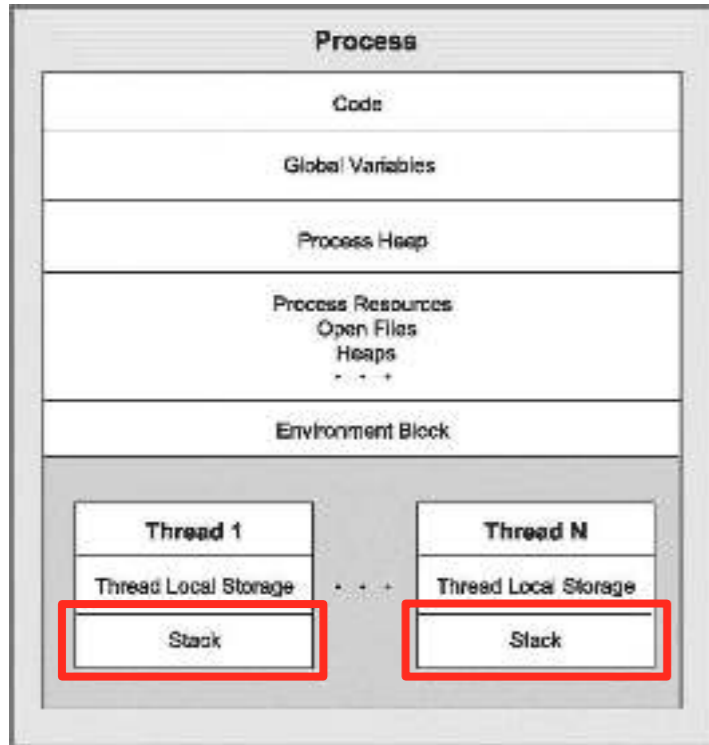 Process
Code
Global Variables
Process Heap
Process Resources
Open Files
Heaps
. . .
Environment Block
Thread 1
Thread N
Thread Local Storage
. . .
Thread Local Storage
Stack
Stack